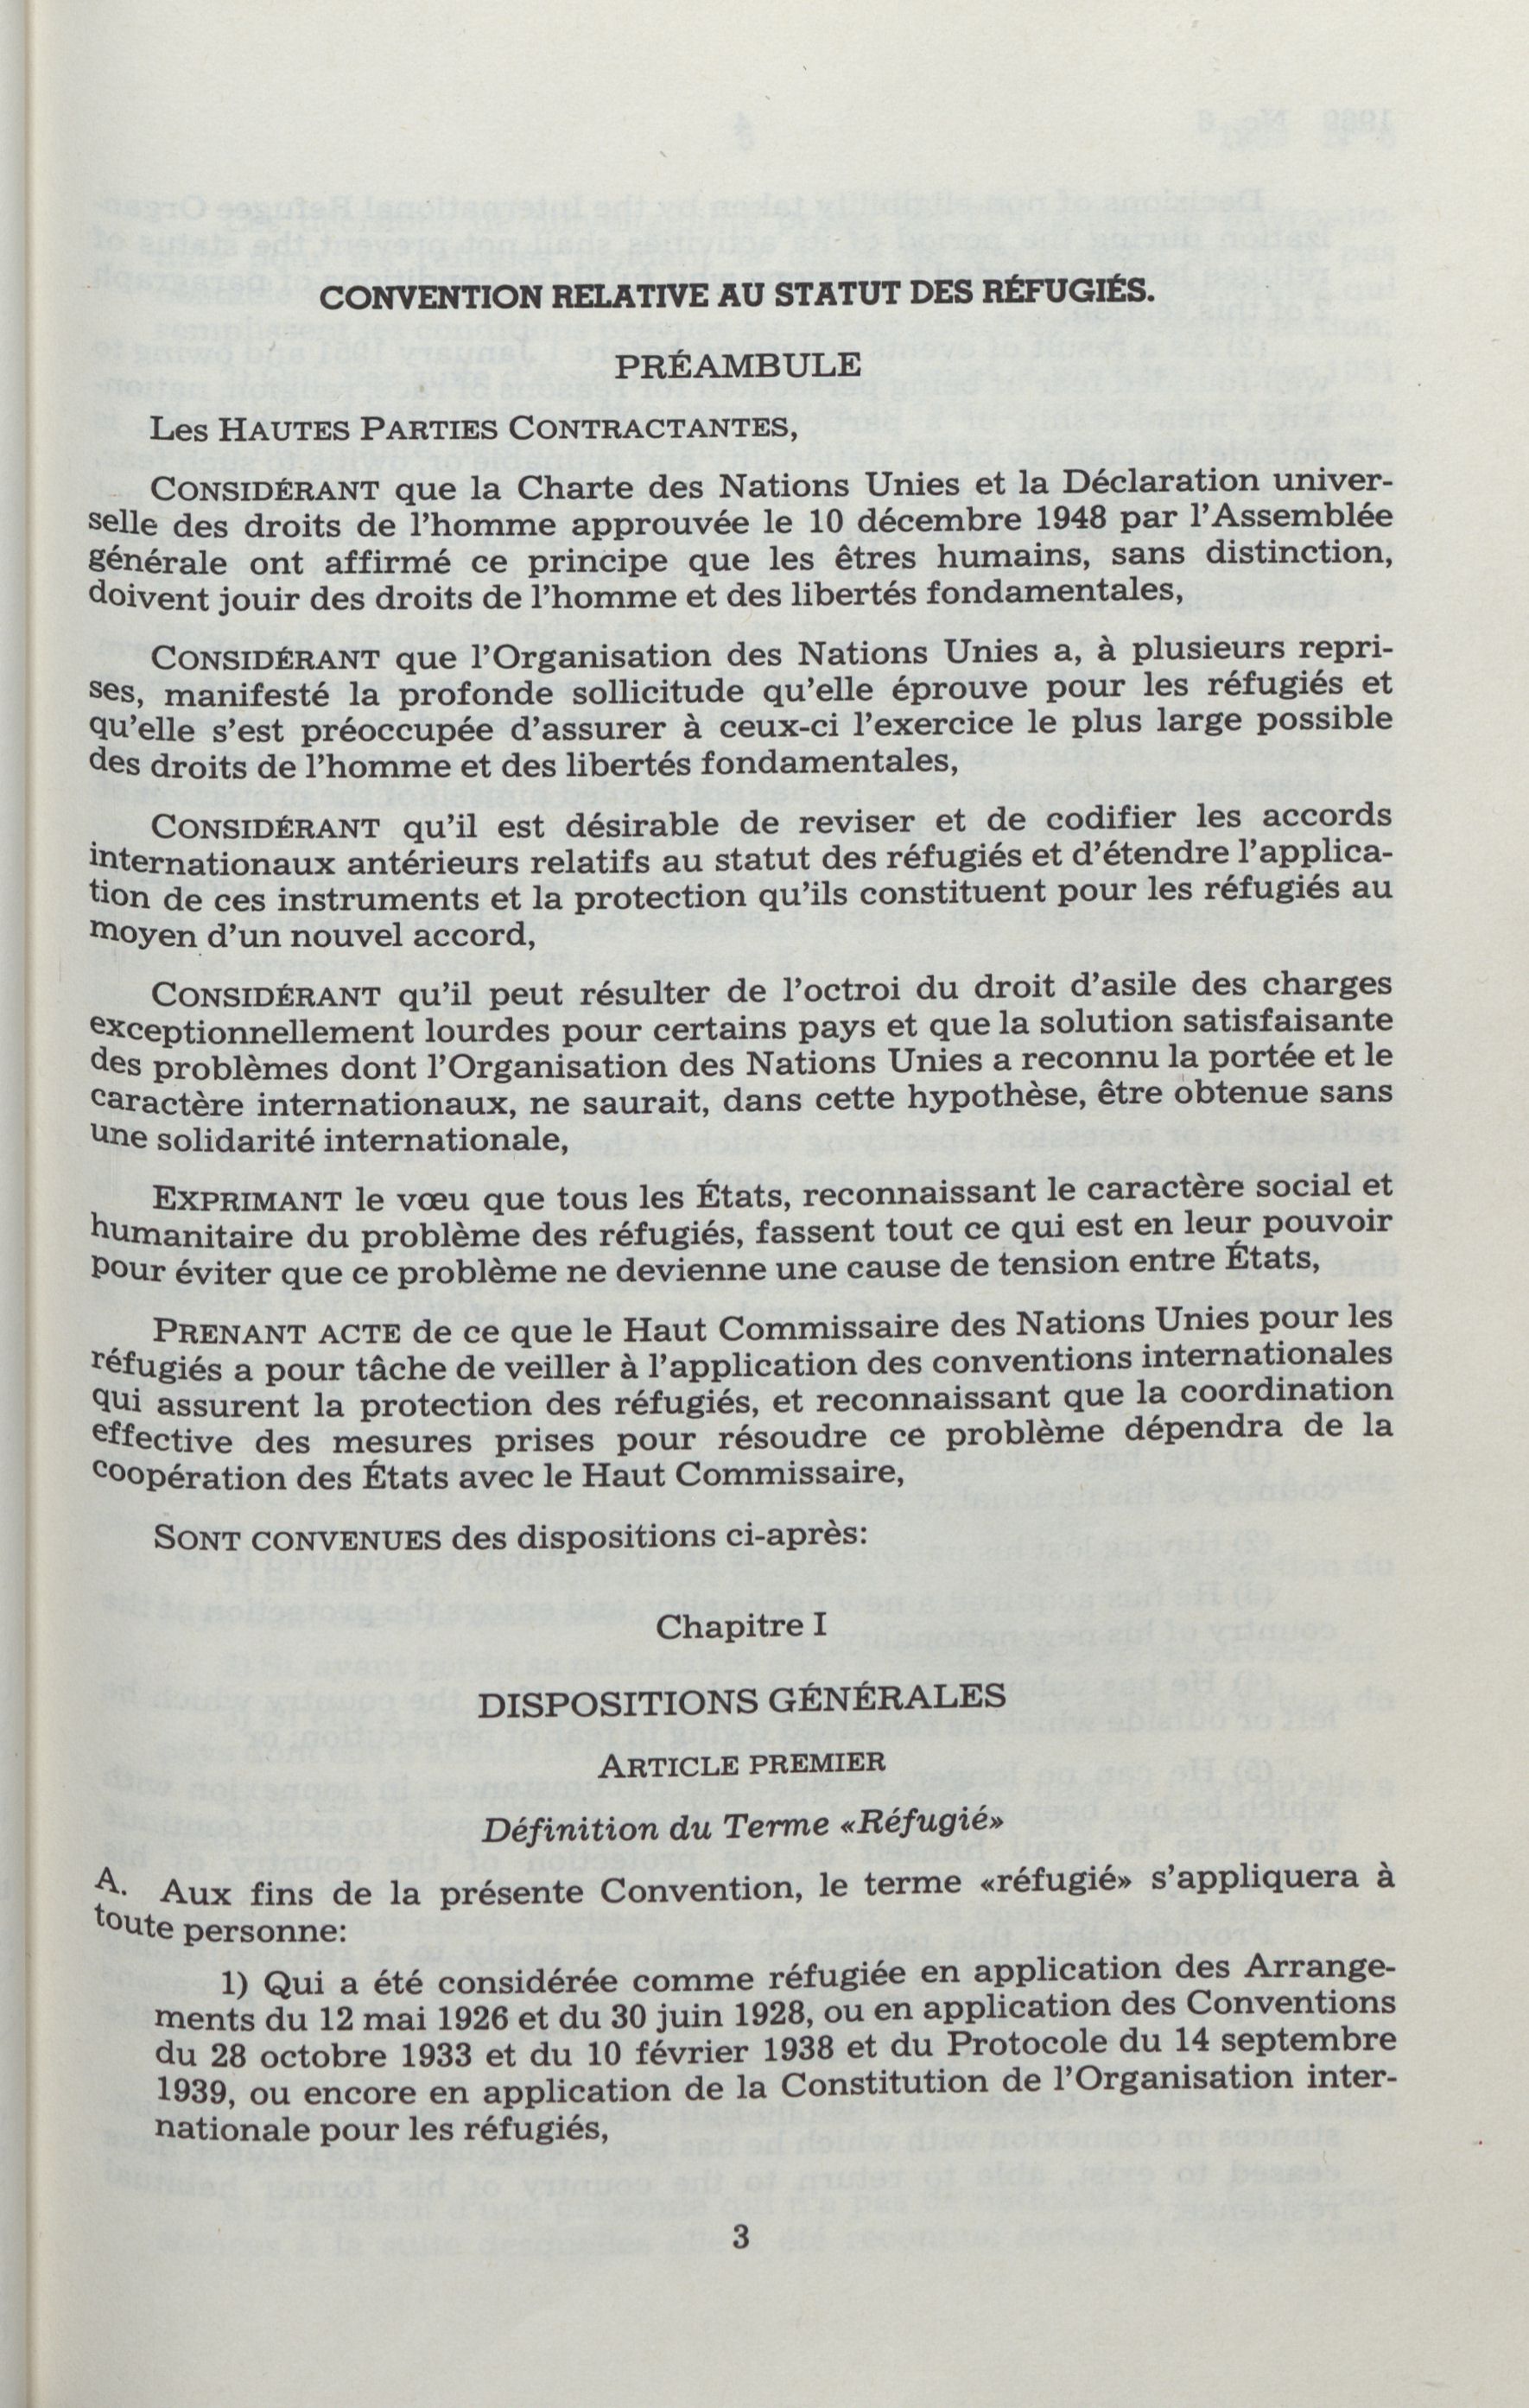 CONVENTION RELATIVE AU STATUT DES RÉFUGIÉS.
PRÉAMBULE
Les HAUTES PARTIES CONTRACTANTES,
CONSIDÉRANT que la Charte des Nations Unies et la Déclaration univer-
selle des droits de l'homme approuvée le 10 décembre 1948 par l'Assemblée
générale ont affirmé ce principe que les êtres humains, sans distinction,
doivent jouir des droits de l'homme et des libertés fondamentales,
CONSIDÉRANT que l'Organisation des Nations Unies a, à plusieurs repri-
ses, manifesté la profonde sollicitude qu'elle éprouve pour les réfugiés et
qu'elle s'est préoccupée d'assurer à ceux-ci l'exercice le plus large possible
des droits de l'homme et des libertés fondamentales,
CONSIDÉRANT qu'il est désirable de reviser et de codifier les accords
internationaux antérieurs relatifs au statut des réfugiés et d'étendre l'applica-
tion de ces instruments et la protection qu'ils constituent pour les réfugiés au
moyen d'un nouvel accord,
CONSIDÉRANT qu'il peut résulter de l'octroi du droit d'asile des charges
exceptionnellement lourdes pour certains pays et que la solution satisfaisante
des problèmes dont l'Organisation des Nations Unies a reconnu la portée et le
caractère internationaux, ne saurait, dans cette hypothèse, être obtenue sans
une solidarité internationale,
EXPRIMANT le vœu que tous les États, reconnaissant le caractère social et
humanitaire du problème des réfugiés, fassent tout ce qui est en leur pouvoir
pour éviter que ce problème ne devienne une cause de tension entre États,
PRENANT ACTE de ce que le Haut Commissaire des Nations Unies pour les
réfugiés a pour tâche de veiller à l'application des conventions internationales
qui assurent la protection des réfugiés, et reconnaissant que la coordination
effective des mesures prises pour résoudre ce problème dépendra de la
coopération des États avec le Haut Commissaire,
SONT CONVENUES des dispositions ci-après:
Chapitre I
DISPOSITIONS GÉNÉRALES
ARTICLE PREMIER
Définition du Terme «Réfugié»
A. Aux fins de la présente Convention, le terme «réfugié» s'appliquera à
toute personne:
1) Qui a été considérée comme réfugiée en application des Arrange-
ments du 12 mai 1926 et du 30 juin 1928, ou en application des Conventions
du 28 octobre 1933 et du 10 février 1938 et du Protocole du 14 septembre
1939, ou encore en application de la Constitution de l'Organisation inter-
nationale pour les réfugiés,
3